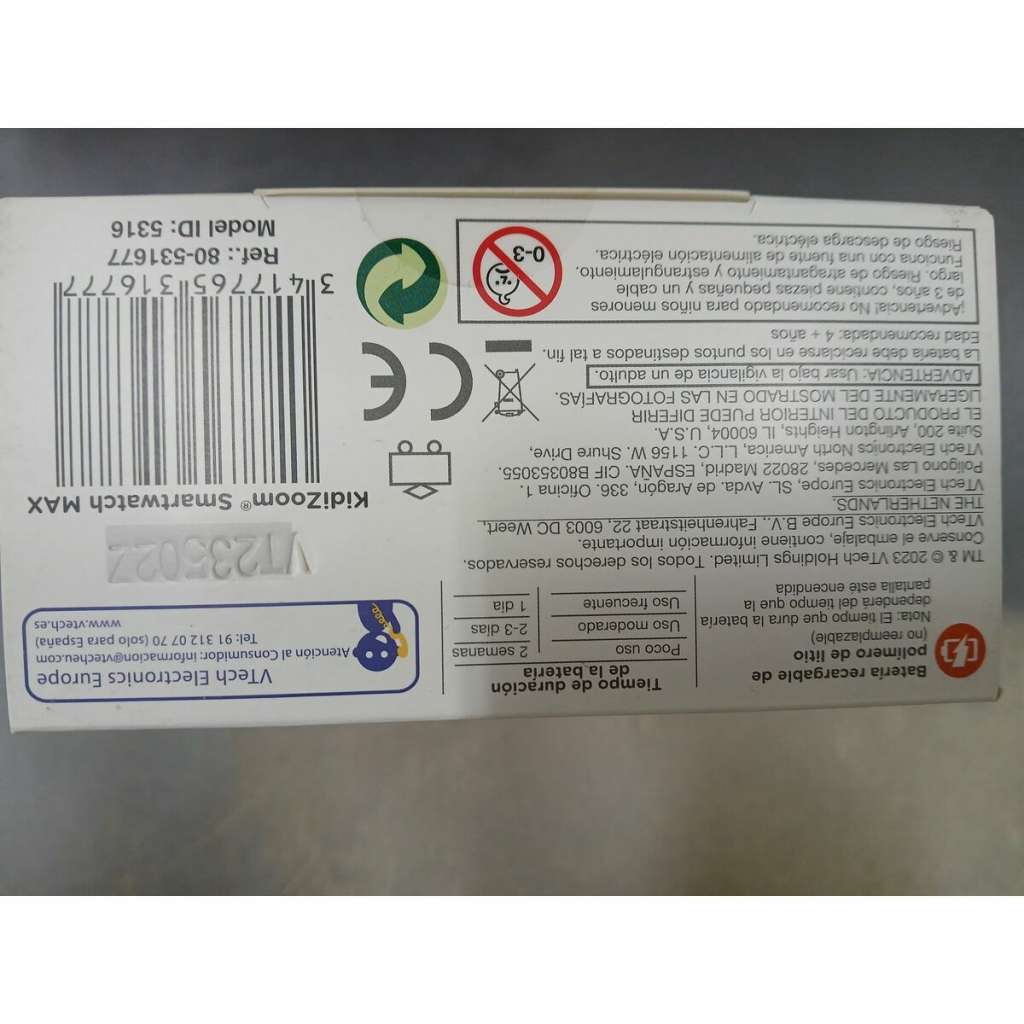 Batería recargable de
polímero de litio
(no reemplazable)
Nota: El tiempo que dura la batería
dependerá del tiempo que la
pantalla esté encendida
Tiempo de duración
de la batería
Poco uso 2 semanas
Uso moderado 2-3 días
Uso frecuente 1 día
VTech Electronics Europe
Atención al Consumidor: informacion@vtecheu.com
Tel: 91 312 07 70 (solo para España)
www.vtech.es
TM & © 2023 VTech Holdings Limited. Todos los derechos reservados.
Conserve el embalaje, contiene información importante.
VTech Electronics Europe B.V., Fahrenheitstraat 22, 6003 DC Weert,
THE NETHERLANDS.
VTech Electronics Europe, SL. Avda. de Aragón, 336. Oficina 1.
Polígono Las Mercedes, 28022, Madrid, ESPAÑA. CIF B80353055.
VTech Electronics North America, L.L.C. 1156 W. Shure Drive,
Suite 200, Arlington Heights, IL 60004, U.S.A.
EL PRODUCTO DEL INTERIOR PUEDE DIFERIR
LIGERAMENTE DEL MOSTRADO EN LAS FOTOGRAFÍAS.
ADVERTENCIA: Usar bajo la vigilancia de un adulto.
La batería debe reciclarse en los puntos destinados a tal fin.
Edad recomendada: 4 + años
¡Advertencia! No recomendado para niños menores
de 3 años, contiene piezas pequeñas y un cable
largo. Riesgo de atragantamiento y estrangulamiento.
Funciona con una fuente de alimentación eléctrica.
Riesgo de descarga eléctrica.
0-3
CE
VT23502Z
KidiZoom® Smartwatch MAX
3 417765 316777
Ref.: 80-531677
Model ID: 5316